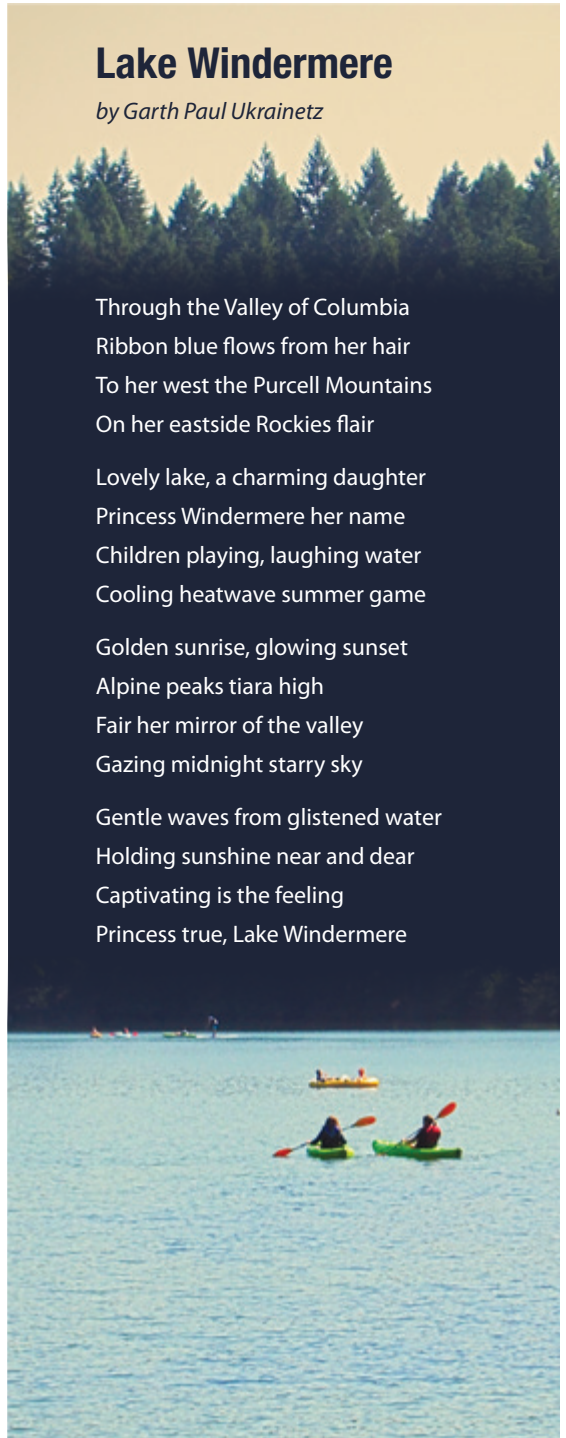 Lake Windermere
by Garth Paul Ukrainetz
Through the Valley of Columbia
Ribbon blue flows from her hair
To her west the Purcell Mountains
On her eastside Rockies flair
Lovely lake, a charming daughter
Princess Windermere her name
Children playing, laughing water
Cooling heatwave summer game
Golden sunrise, glowing sunset
Alpine peaks tiara high
Fair her mirror of the valley
Gazing midnight starry sky
Gentle waves from glistened water
Holding sunshine near and dear
Captivating is the feeling
Princess true, Lake Windermere